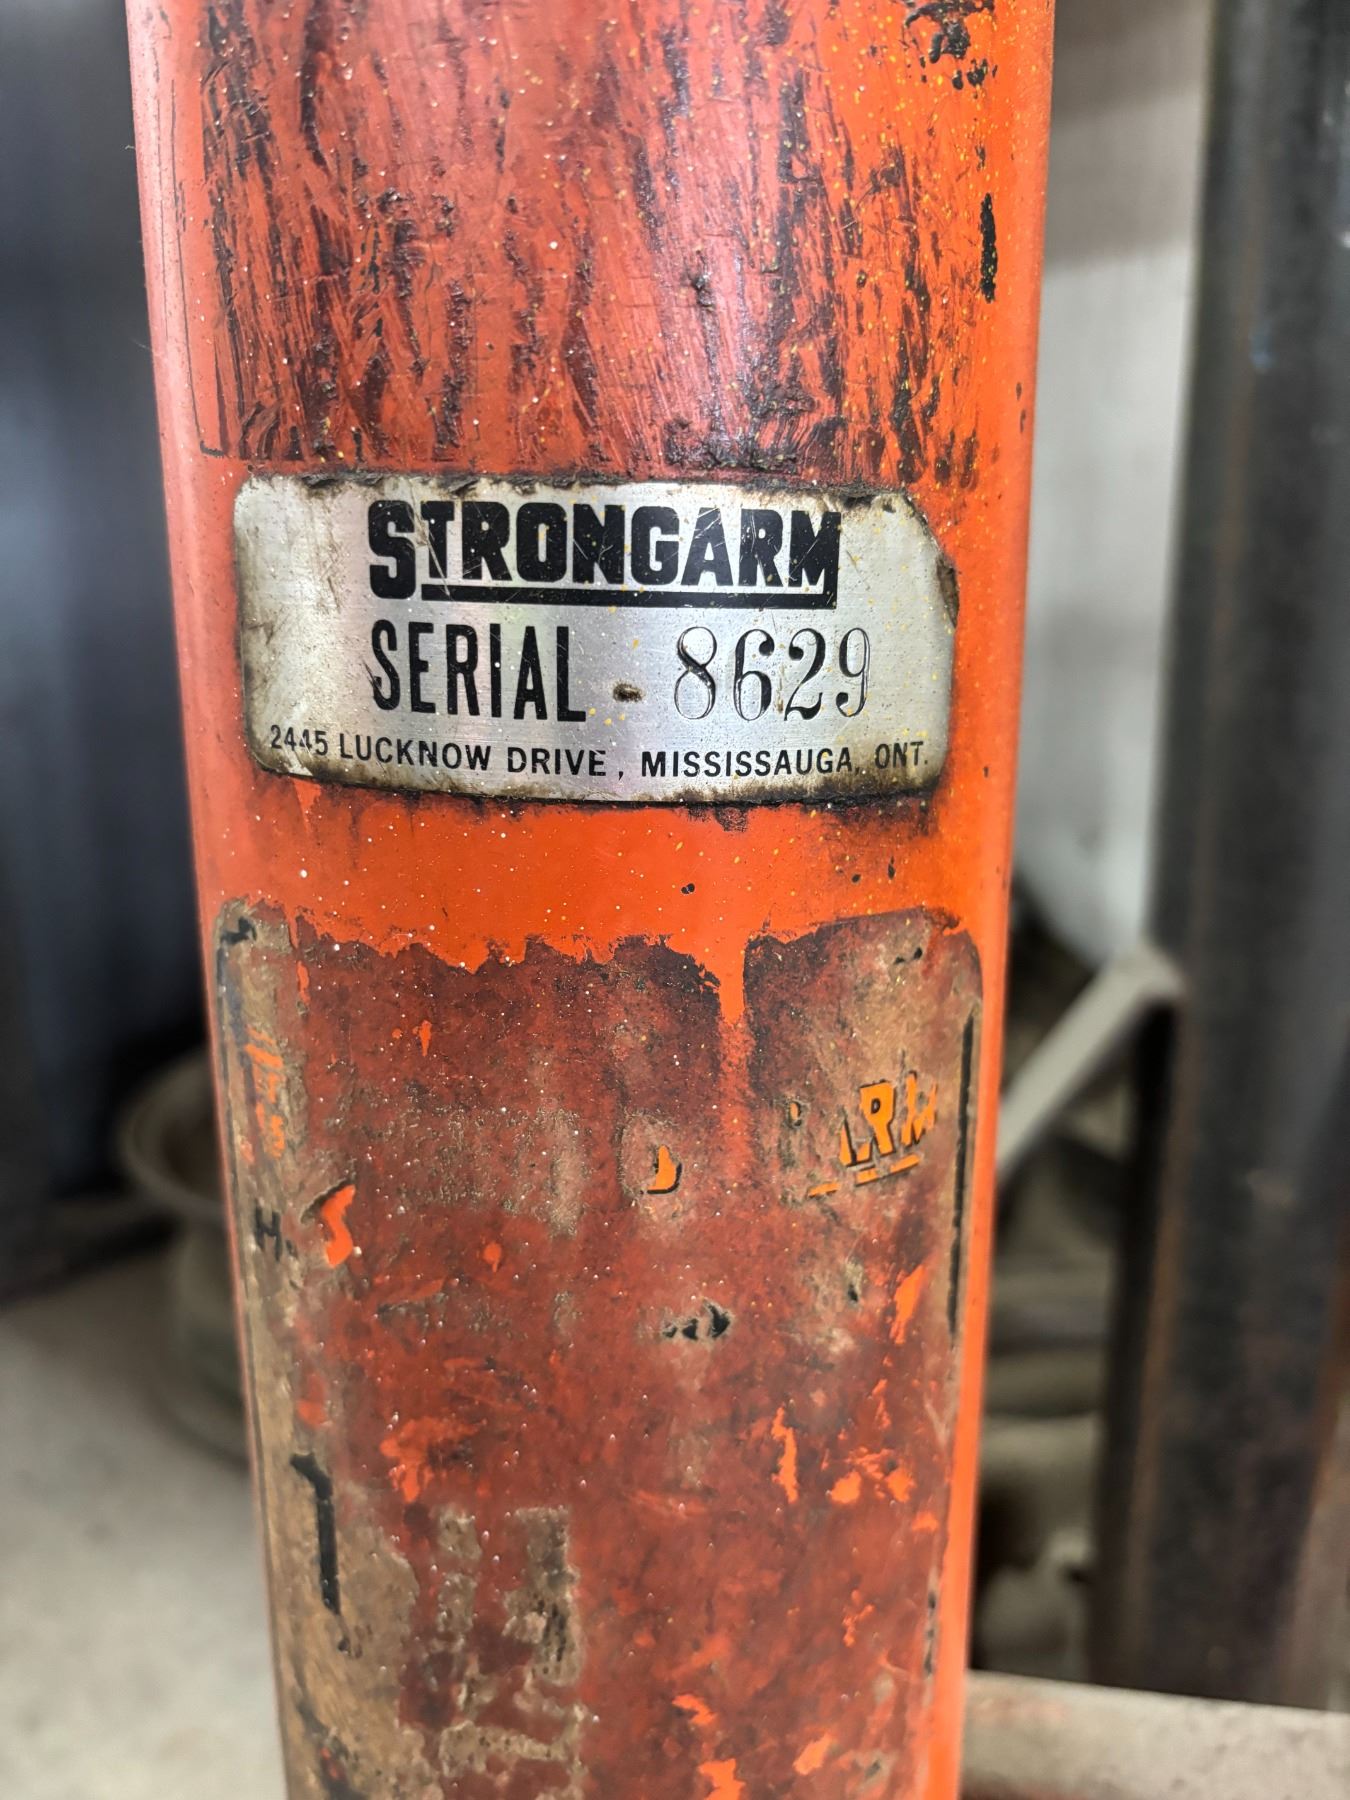 STRONGARM
SERIAL - 8629
2445 LUCKNOW DRIVE, MISSISSAUGA, ONT.